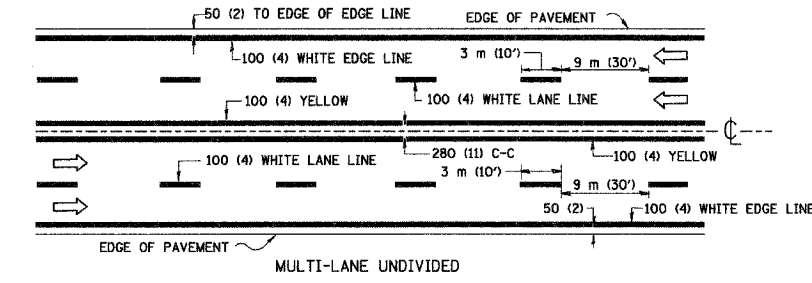 50 (2) TO EDGE OF EDGE LINE
EDGE OF PAVEMENT
100 (4) WHITE EDGE LINE
3 m (10')
9 m (30')
100 (4) YELLOW
100 (4) WHITE LANE LINE
℄
100 (4) WHITE LANE LINE
280 (11) C-C
100 (4) YELLOW
3 m (10')
9 m (30')
50 (2)
100 (4) WHITE EDGE LINE
EDGE OF PAVEMENT
MULTI-LANE UNDIVIDED